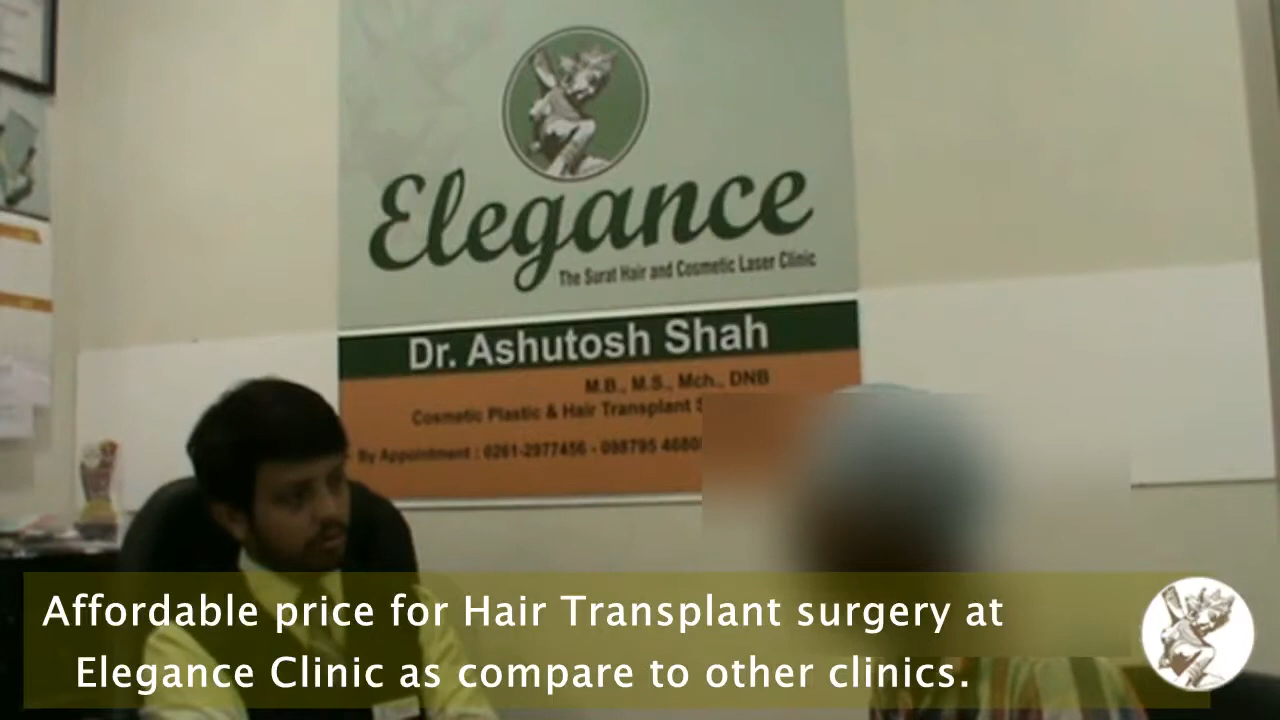 Elegance
The Surat Hair and Cosmetic Laser Clinic
Dr. Ashutosh Shah
M.B., M.S., Mch., DNB
Cosmetic Plastic & Hair Transplant
By Appointment : 0261-2977456 - 098795
Affordable price for Hair Transplant surgery at
Elegance Clinic as compare to other clinics.